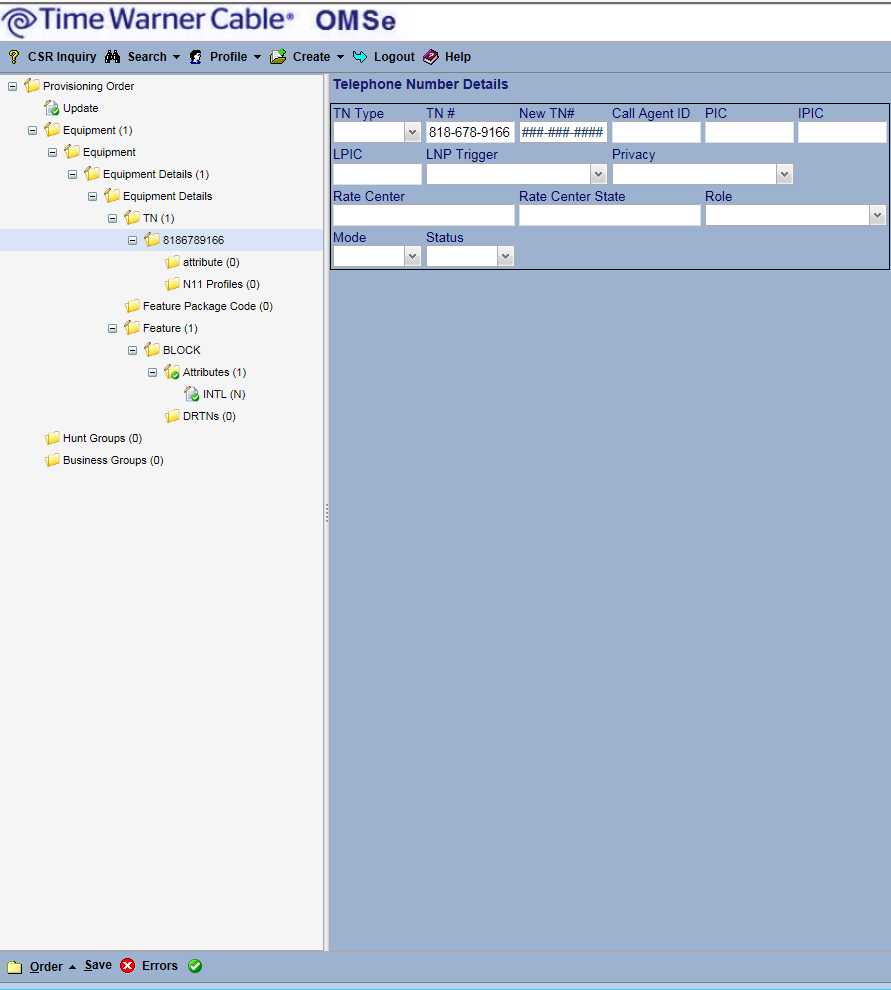 Time Warner Cable® OMSe
CSR Inquiry Search Profile Create Logout Help
Provisioning Order
Update
Equipment (1)
Equipment
Equipment Details (1)
Equipment Details
TN (1)
8186789166
attribute (0)
N11 Profiles (0)
Feature Package Code (0)
Feature (1)
BLOCK
Attributes (1)
INTL (N)
DRTNs (0)
Hunt Groups (0)
Business Groups (0)
Telephone Number Details
TN Type TN # New TN# Call Agent ID PIC IPIC
818-678-9166 ###-###-####
LPIC LNP Trigger Privacy
Rate Center Rate Center State Role
Mode Status
Order Save Errors